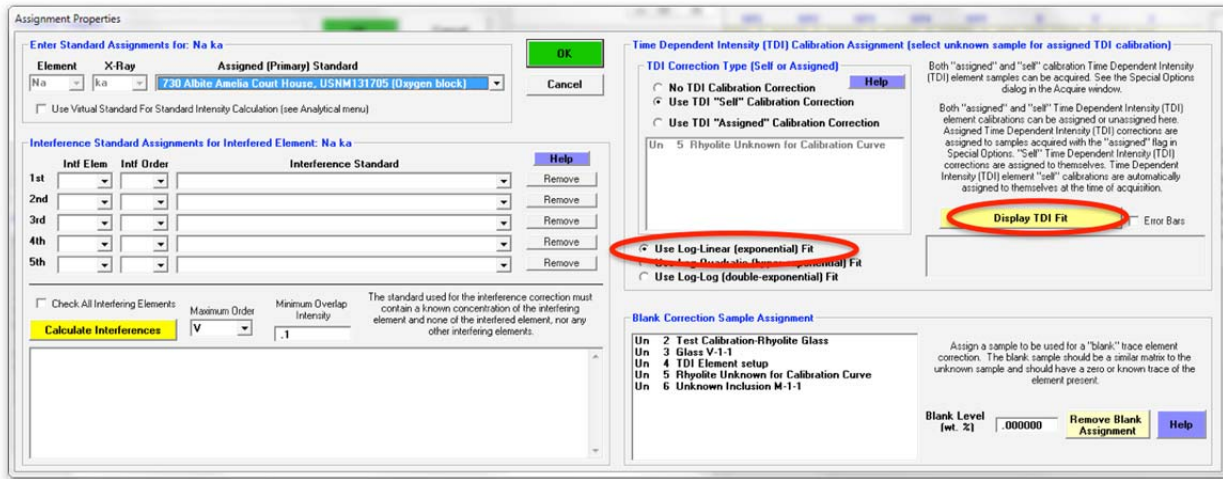 Assignment Properties
Enter Standard Assignments for: Na ka
Element X-Ray Assigned (Primary) Standard
Na ka 730 Albite Amelia Court House, USNM131705 (Oxygen block)
Use Virtual Standard For Standard Intensity Calculation (see Analytical menu)
OK
Cancel
Interference Standard Assignments for Interfered Element: Na ka
Intf Elem Intf Order Interference Standard Help
1st Remove
2nd Remove
3rd Remove
4th Remove
5th Remove
Check All Interfering Elements
Calculate Interferences
Maximum Order
V
Minimum Overlap
Intensity
.1
The standard used for the interference correction must
contain a known concentration of the interfering
element and none of the interfered element, nor any
other interfering elements.
Time Dependent Intensity (TDI) Calibration Assignment (select unknown sample for assigned TDI calibration)
TDI Correction Type (Self or Assigned)
Help
No TDI Calibration Correction
Use TDI "Self" Calibration Correction
Use TDI "Assigned" Calibration Correction
Un 5 Rhyolite Unknown for Calibration Curve
Use Log-Linear (exponential) Fit
Use Log-Quadratic (hyper-exponential) Fit
Use Log-Log (double-exponential) Fit
Both "assigned" and "self" calibration Time Dependent Intensity
(TDI) element samples can be acquired. See the Special Options
dialog in the Acquire window.
Both "assigned" and "self" Time Dependent Intensity (TDI)
element calibrations can be assigned or unassigned here.
Assigned Time Dependent Intensity (TDI) corrections are
assigned to samples acquired with the "assigned" flag in
Special Options. "Self" Time Dependent Intensity (TDI)
corrections are assigned to themselves. Time Dependent
Intensity (TDI) element "self" calibrations are automatically
assigned to themselves at the time of acquisition.
Display TDI Fit Error Bars
Blank Correction Sample Assignment
Un 2 Test Calibration-Rhyolite Glass
Un 3 Glass V-1-1
Un 4 TDI Element setup
Un 5 Rhyolite Unknown for Calibration Curve
Un 6 Unknown Inclusion M-1-1
Assign a sample to be used for a "blank" trace element
correction. The blank sample should be a similar matrix to the
unknown sample and should have a zero or known trace of the
element present.
Blank Level
(wt. %)
.000000
Remove Blank
Assignment
Help